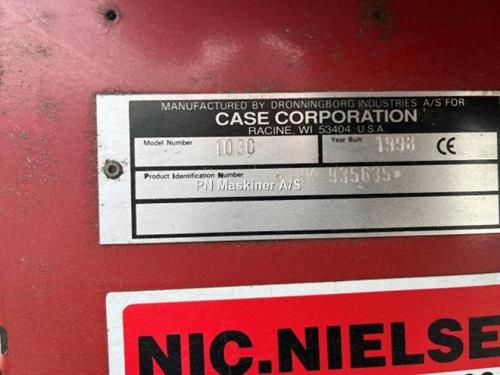 MANUFACTURED BY DRONNINGBORG INDUSTRIES A/S FOR
CASE CORPORATION
RACINE, WI 53404 U.S.A
Model Number 1030 Year Built 1998 CE
Product Identification Number 935635*
PN Maskiner A/S
NIC.NIELSE